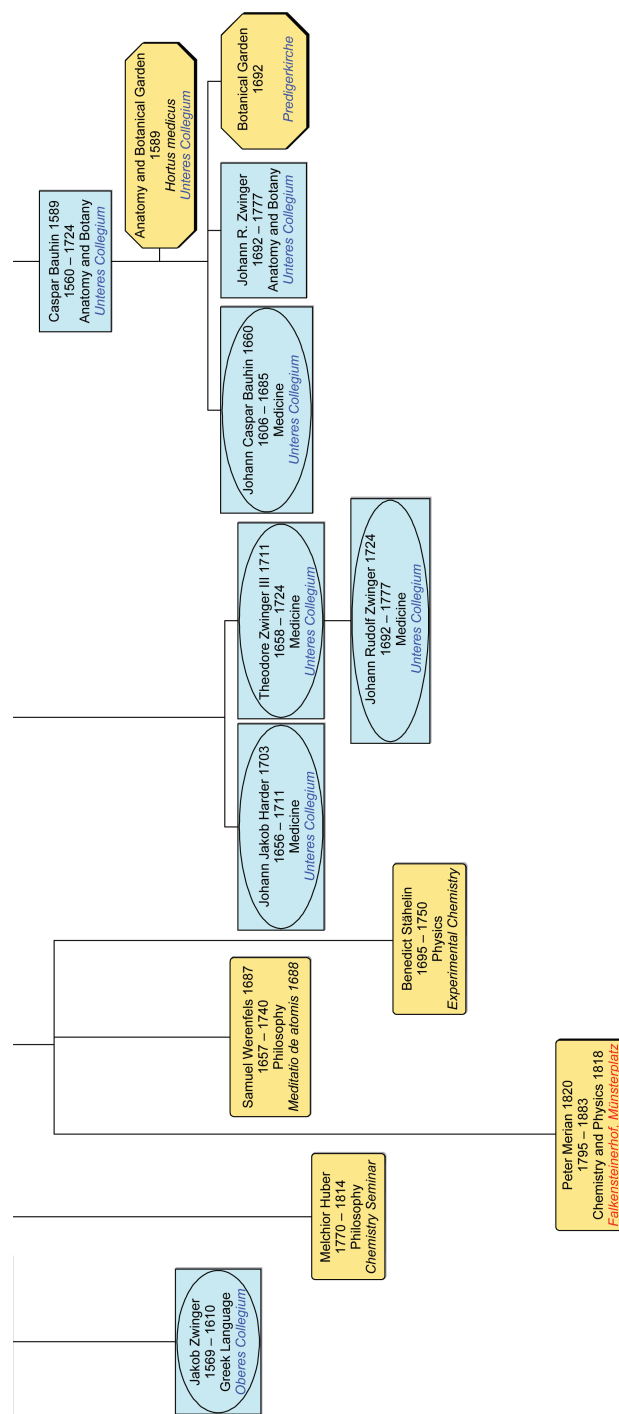 Jakob Zwinger
1569 – 1610
Greek Language
Oberes Collegium
Melchior Huber
1770 – 1814
Philosophy
Chemistry Seminar
Peter Merian 1820
1795 – 1883
Chemistry and Physics 1818
Falkensteinerhof, Münsterplatz
Samuel Werenfels 1687
1657 – 1740
Philosophy
Meditatio de atomis 1688
Benedict Stähelin
1695 – 1750
Physics
Experimental Chemistry
Johann Jakob Harder 1703
1656 – 1711
Medicine
Unteres Collegium
Theodore Zwinger III 1711
1658 – 1724
Medicine
Unteres Collegium
Johann Rudolf Zwinger 1724
1692 – 1777
Medicine
Unteres Collegium
Caspar Bauhin 1589
1560 – 1724
Anatomy and Botany
Unteres Collegium
Anatomy and Botanical Garden
1589
Hortus medicus
Unteres Collegium
Johann Caspar Bauhin 1660
1606 – 1685
Medicine
Unteres Collegium
Johann R. Zwinger
1692 – 1777
Anatomy and Botany
Unteres Collegium
Botanical Garden
1692
Predigerkirche